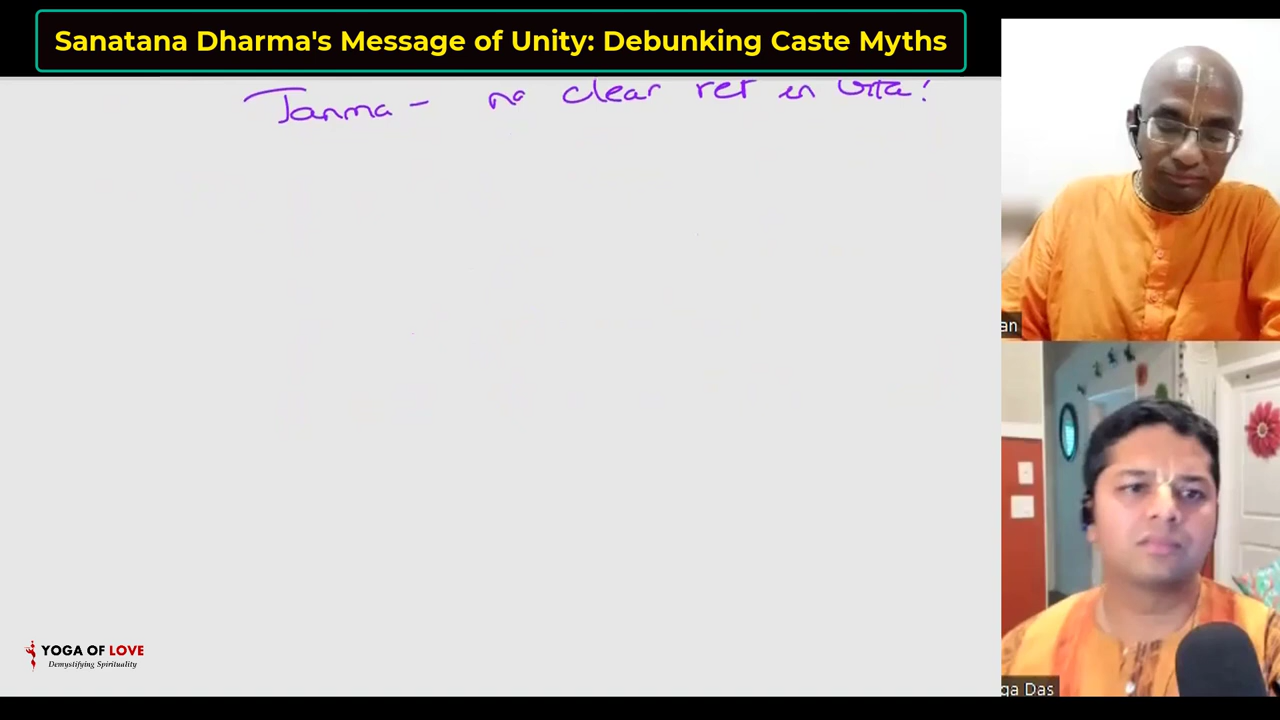 Sanatana Dharma's Message of Unity: Debunking Caste Myths
Janma - no clear ref in Gita!
an
YOGA OF LOVE
Demystifying Spirituality
ga Das